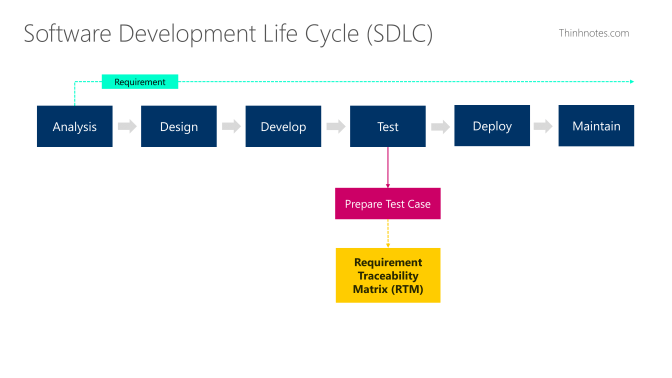 Software Development Life Cycle (SDLC)
Thinhnotes.com
Requirement
Analysis
Design
Develop
Test
Deploy
Maintain
Prepare Test Case
Requirement
Traceability
Matrix (RTM)